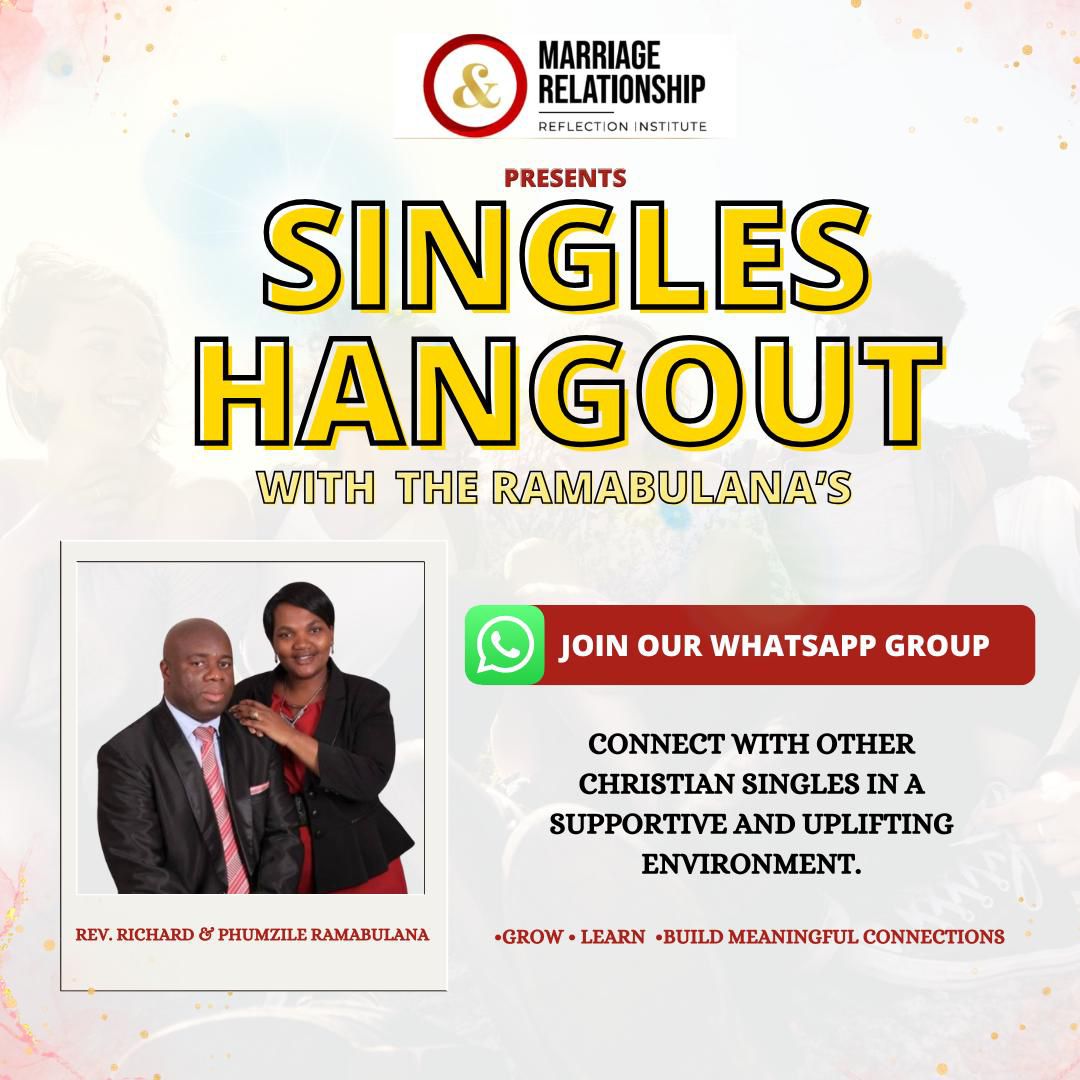 &
MARRIAGE
RELATIONSHIP
REFLECTION INSTITUTE
PRESENTS
SINGLES
HANGOUT
WITH THE RAMABULANA'S
JOIN OUR WHATSAPP GROUP
CONNECT WITH OTHER
CHRISTIAN SINGLES IN A
SUPPORTIVE AND UPLIFTING
ENVIRONMENT.
REV. RICHARD & PHUMZILE RAMABULANA
•GROW • LEARN •BUILD MEANINGFUL CONNECTIONS